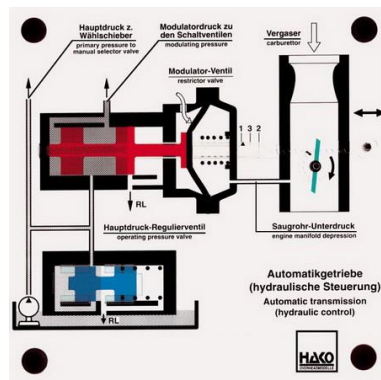 Hauptdruck z.
Wählschieber
primary pressure to
manual selector valve
Modulatordruck zu
den Schaltventilen
modulating pressure
Vergaser
carburettor
Modulator-Ventil
restrictor valve
1 3 2
RL
Hauptdruck-Regulierventil
operating pressure valve
Saugrohr-Unterdruck
engine manifold depression
RL
Automatikgetriebe
(hydraulische Steuerung)
Automatic transmission
(hydraulic control)
HAKO